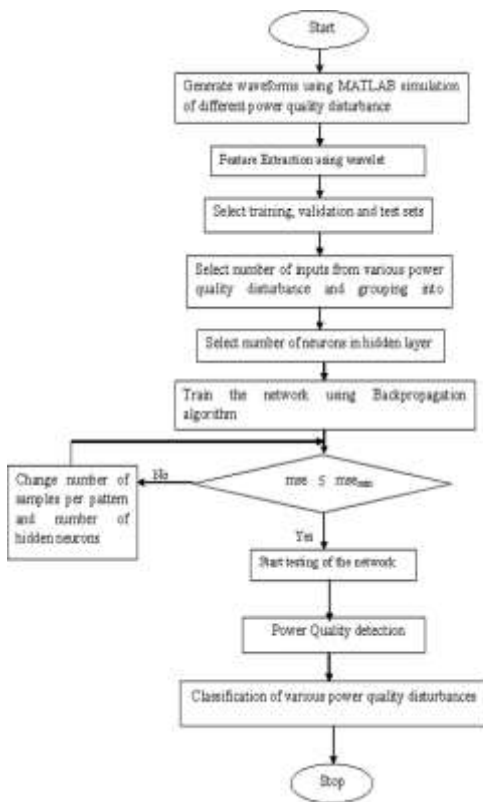 Start
Generate waveforms using MATLAB simulation
of different power quality disturbance
Feature Extraction using wavelet
Select training, validation and test sets
Select number of inputs from various power
quality disturbance and grouping into
Select number of neurons in hidden layer
Train the network using Backpropagation
algorithm
No
Change number of
samples per pattern
and number of
hidden neurons
mse ≤ mse_min
Yes
Start testing of the network
Power Quality detection
Classification of various power quality disturbances
Stop